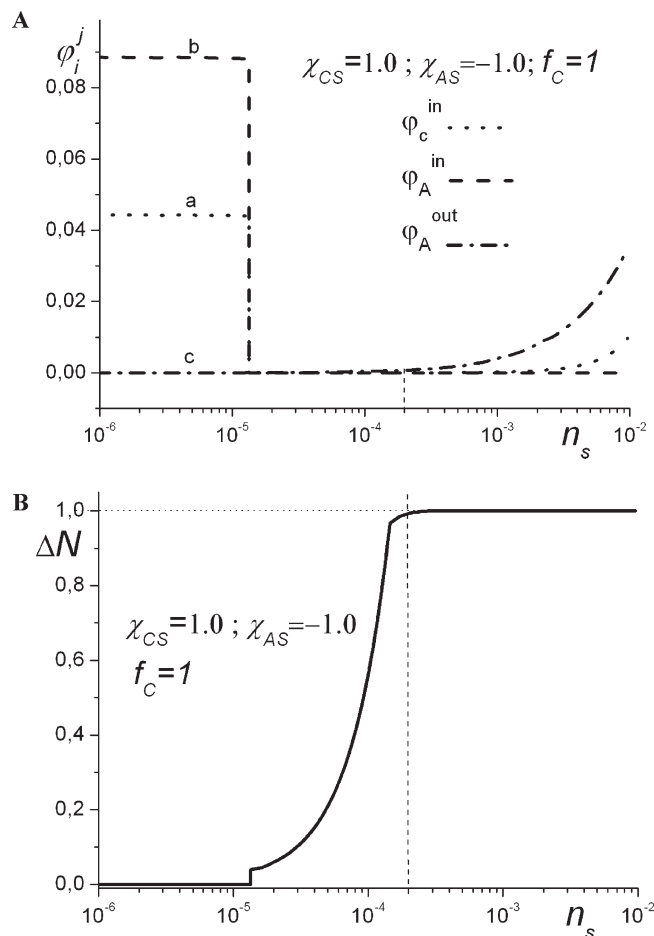 A
φ_i^j
χ_CS=1.0 ; χ_AS=−1.0; f_C=1
φ_c^in
φ_A^in
φ_A^out
b
a
c
0,08
0,06
0,04
0,02
0,00
10^-6 10^-5 10^-4 10^-3 10^-2
n_s
B
ΔN
χ_CS=1.0 ; χ_AS=−1.0
f_C=1
1,0
0,8
0,6
0,4
0,2
0,0
10^-6 10^-5 10^-4 10^-3 10^-2
n_s